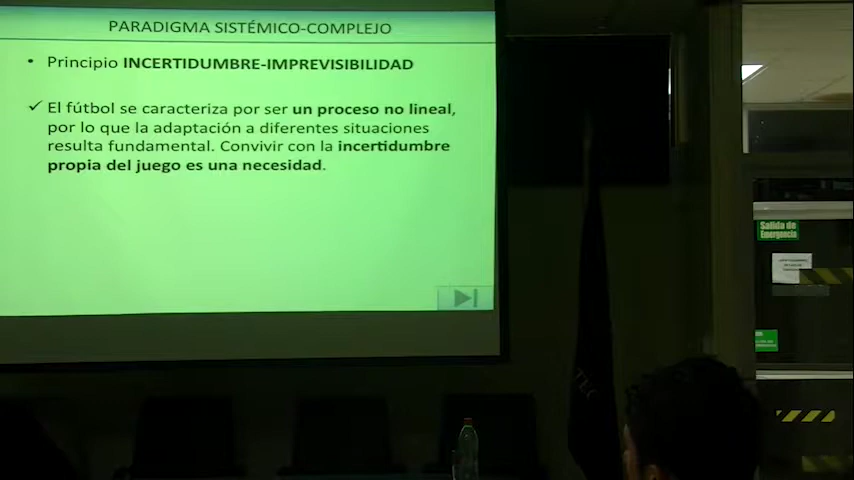 PARADIGMA SISTÉMICO-COMPLEJO
• Principio INCERTIDUMBRE-IMPREVISIBILIDAD
✓ El fútbol se caracteriza por ser un proceso no lineal,
por lo que la adaptación a diferentes situaciones
resulta fundamental. Convivir con la incertidumbre
propia del juego es una necesidad.
Salida de
Emergencia
TEC